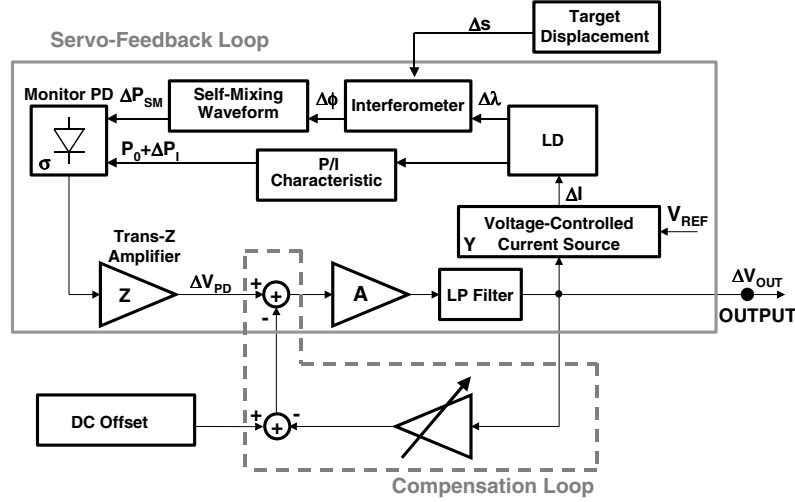 Target
Displacement
Δs
Servo-Feedback Loop
Monitor PD
ΔP_SM
Self-Mixing
Waveform
Δϕ
Interferometer
Δλ
LD
σ
P_0+ΔP_I
P/I
Characteristic
ΔI
Voltage-Controlled
Current Source
Y
V_REF
Trans-Z
Amplifier
Z
ΔV_PD
+
+
-
A
LP Filter
ΔV_OUT
OUTPUT
DC Offset
+
+
-
Compensation Loop